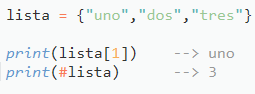 lista = {"uno","dos","tres"}
print(lista[1]) --> uno
print(#lista) --> 3